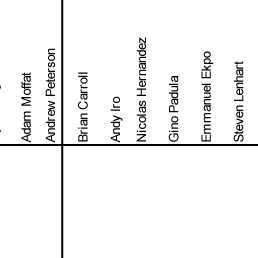 Adam Moffat
Andrew Peterson
Brian Carroll
Andy Iro
Nicolas Hernandez
Gino Padula
Emmanuel Ekpo
Steven Lenhart